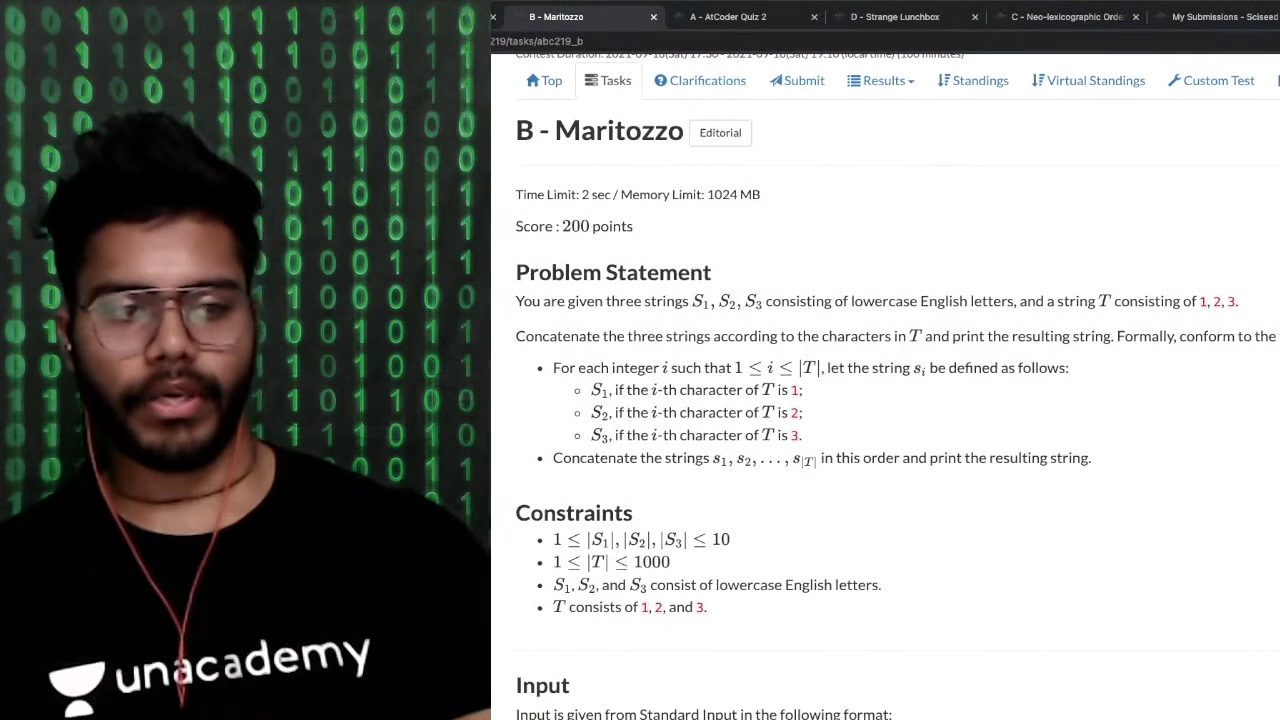 B - Maritozzo
A - AtCoder Quiz 2
D - Strange Lunchbox
C - Neo-lexicographic Orde
My Submissions - Sciseed
219/tasks/abc219_b
Top
Tasks
Clarifications
Submit
Results
Standings
Virtual Standings
Custom Test
B - Maritozzo
Editorial
Time Limit: 2 sec / Memory Limit: 1024 MB
Score : 200 points
Problem Statement
You are given three strings S₁, S₂, S₃ consisting of lowercase English letters, and a string T consisting of 1, 2, 3.
Concatenate the three strings according to the characters in T and print the resulting string. Formally, conform to the
• For each integer i such that 1 ≤ i ≤ |T|, let the string sᵢ be defined as follows:
◦ S₁, if the i-th character of T is 1;
◦ S₂, if the i-th character of T is 2;
◦ S₃, if the i-th character of T is 3.
• Concatenate the strings s₁, s₂, . . . , s|T| in this order and print the resulting string.
Constraints
• 1 ≤ |S₁|, |S₂|, |S₃| ≤ 10
• 1 ≤ |T| ≤ 1000
• S₁, S₂, and S₃ consist of lowercase English letters.
• T consists of 1, 2, and 3.
Input
Input is given from Standard Input in the following format:
unacademy